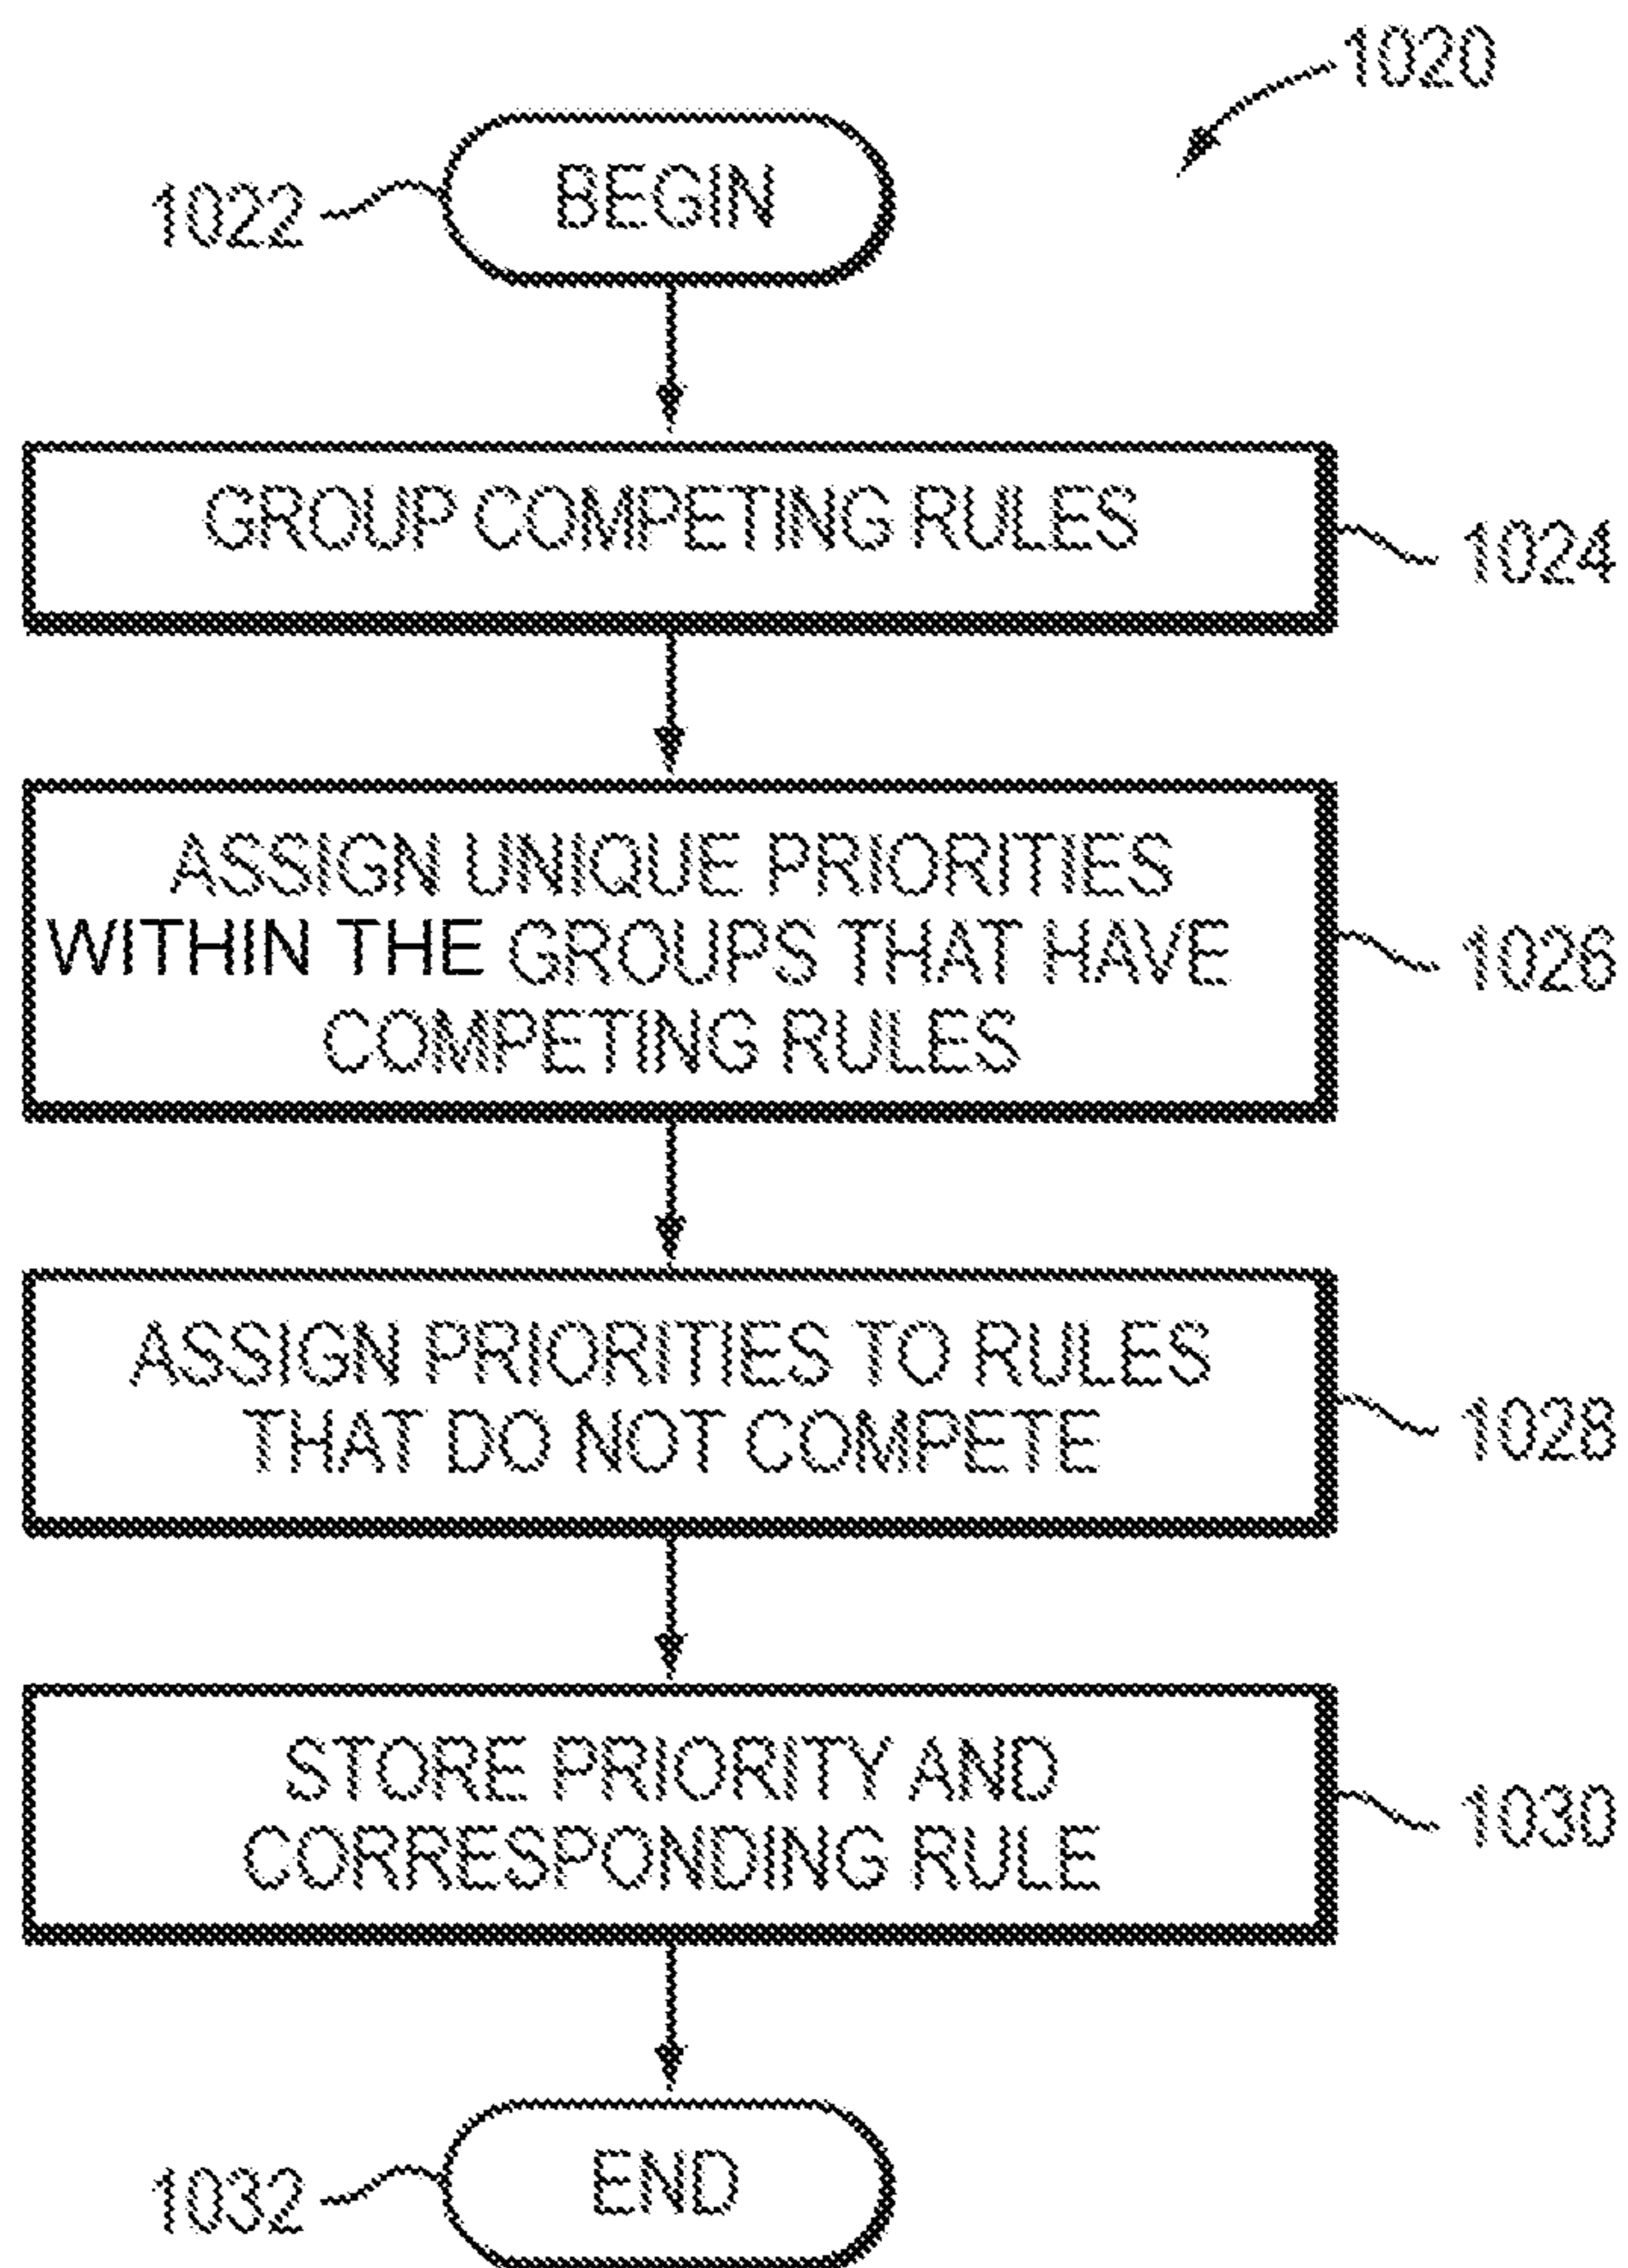 1020
1022
BEGIN
GROUP COMPETING RULES
1024
ASSIGN UNIQUE PRIORITIES
WITHIN THE GROUPS THAT HAVE
COMPETING RULES
1026
ASSIGN PRIORITIES TO RULES
THAT DO NOT COMPETE
1028
STORE PRIORITY AND
CORRESPONDING RULE
1030
1032
END